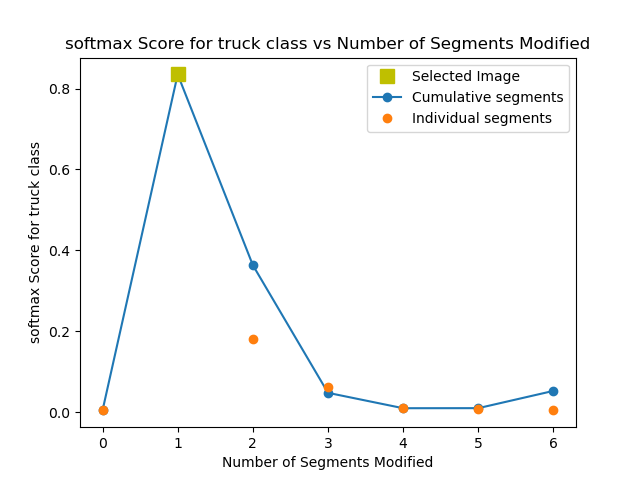 softmax Score for truck class vs Number of Segments Modified
Selected Image
Cumulative segments
Individual segments
softmax Score for truck class
0.8
0.6
0.4
0.2
0.0
0 1 2 3 4 5 6
Number of Segments Modified